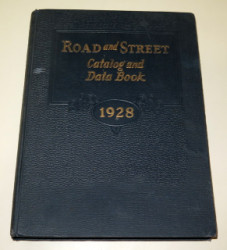 ROAD and STREET
Catalog and
Data Book
1928